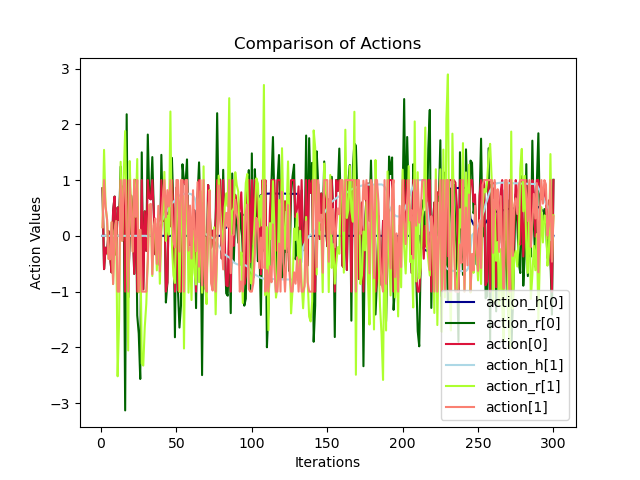 Comparison of Actions
3
2
1
0
−1
−2
−3
Action Values
action_h[0]
action_r[0]
action[0]
action_h[1]
action_r[1]
action[1]
0
50
100
150
200
250
300
Iterations